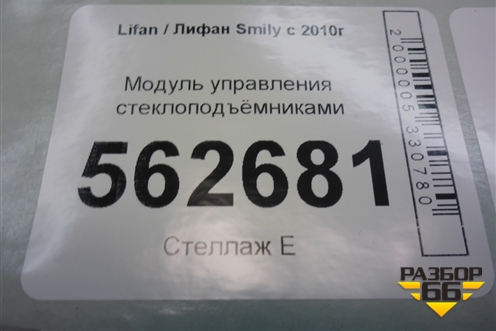 Lifan / Лифан Smily с 2010г
Модуль управления
стеклоподъёмниками
562681
Стеллаж Е
2000005330780
РАЗБОР
66